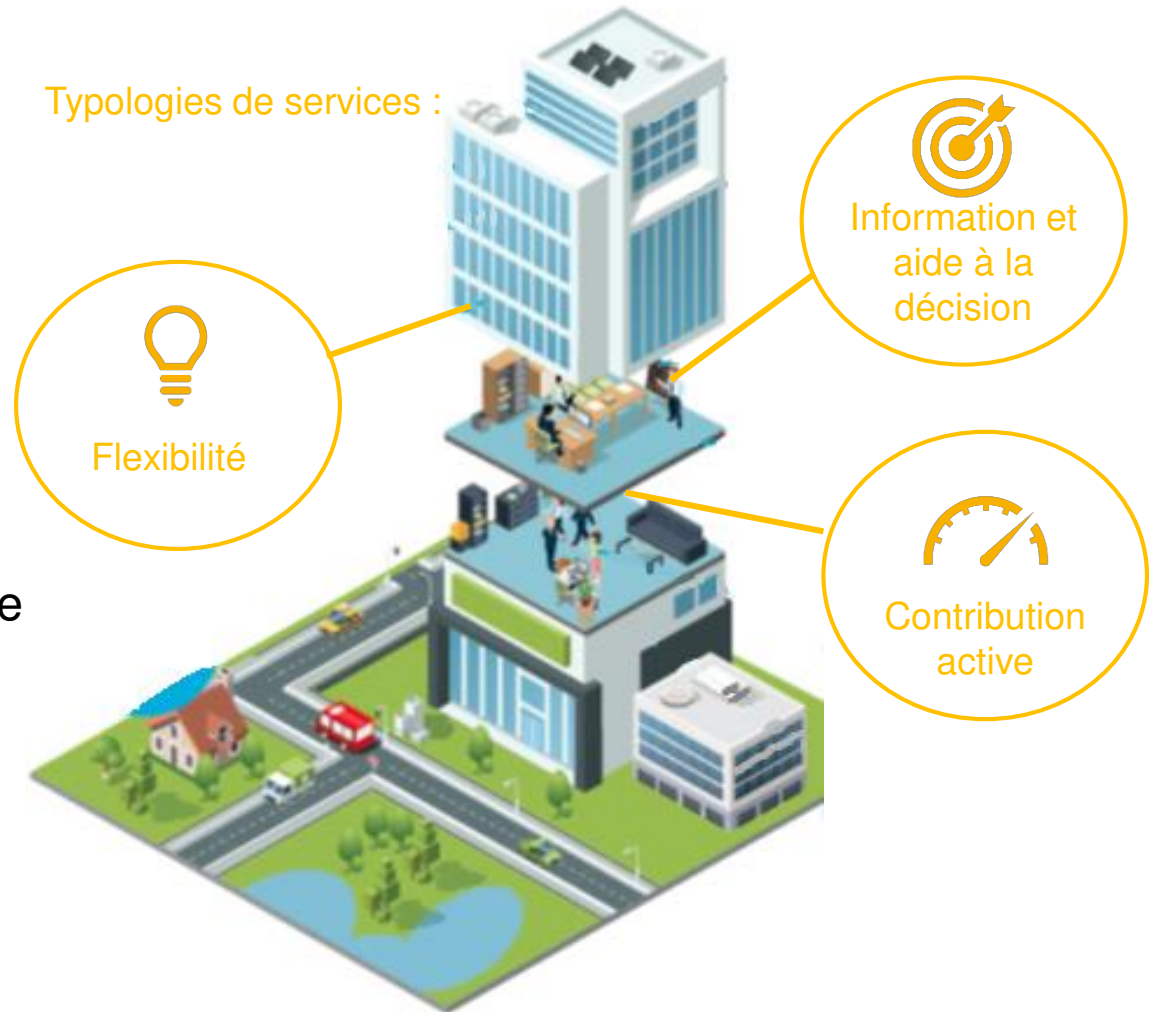 Typologies de services :
Information et
aide à la
décision
Flexibilité
e
Contribution
active